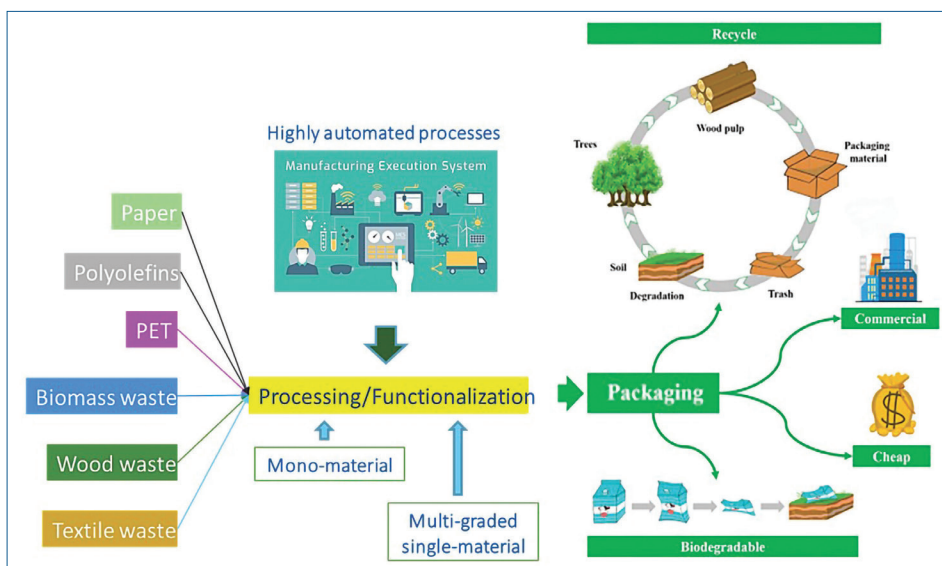 Recycle
Wood pulp
Trees
Packaging
material
Soil
Degradation
Trash
Highly automated processes
Manufacturing Execution System
Paper
Polyolefins
PET
Biomass waste
Wood waste
Textile waste
Processing/Functionalization
Mono-material
Multi-graded
single-material
Packaging
Commercial
Cheap
Biodegradable